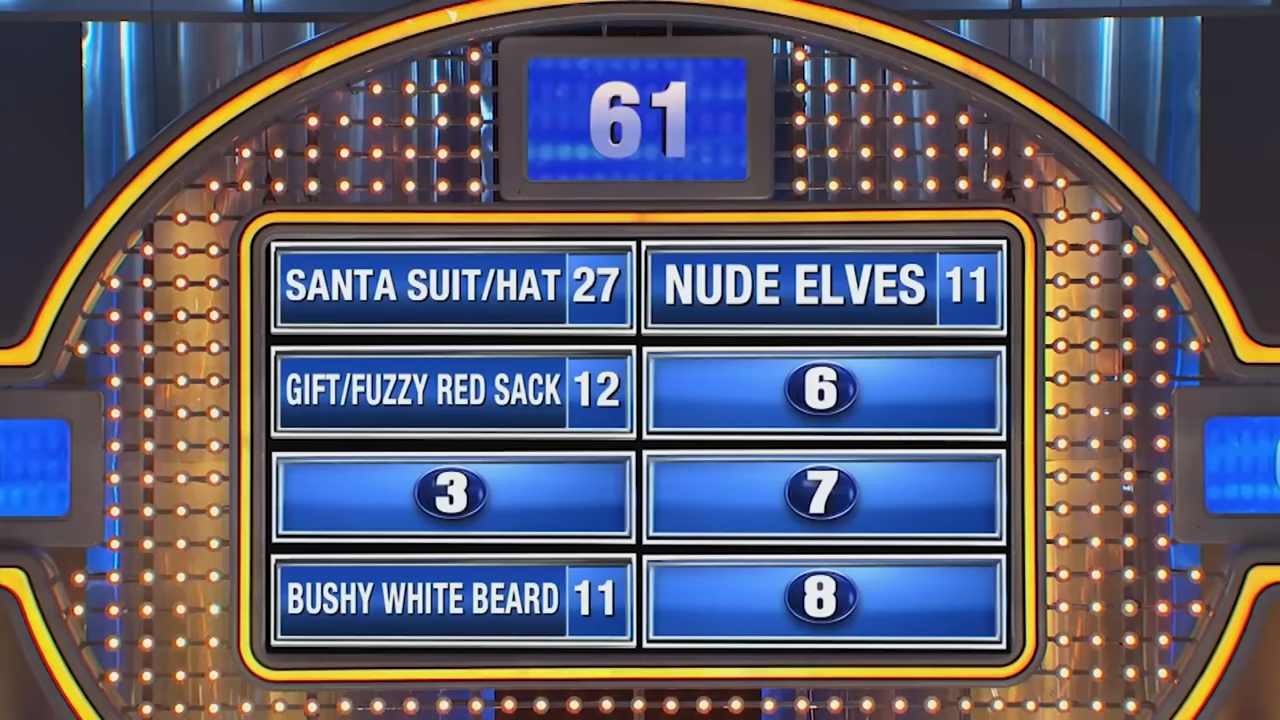 61
SANTA SUIT/HAT 27
NUDE ELVES 11
GIFT/FUZZY RED SACK 12
6
3
7
BUSHY WHITE BEARD 11
8